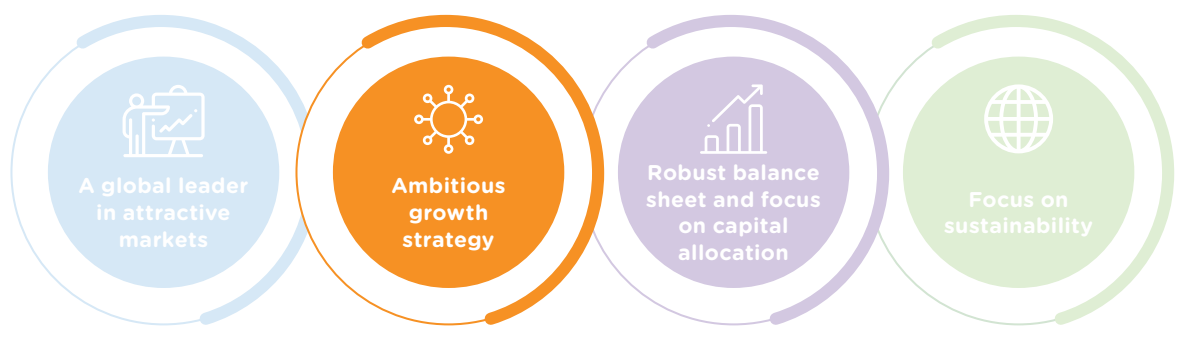 A global leader
in attractive
markets
Ambitious
growth
strategy
Robust balance
sheet and focus
on capital
allocation
Focus on
sustainability